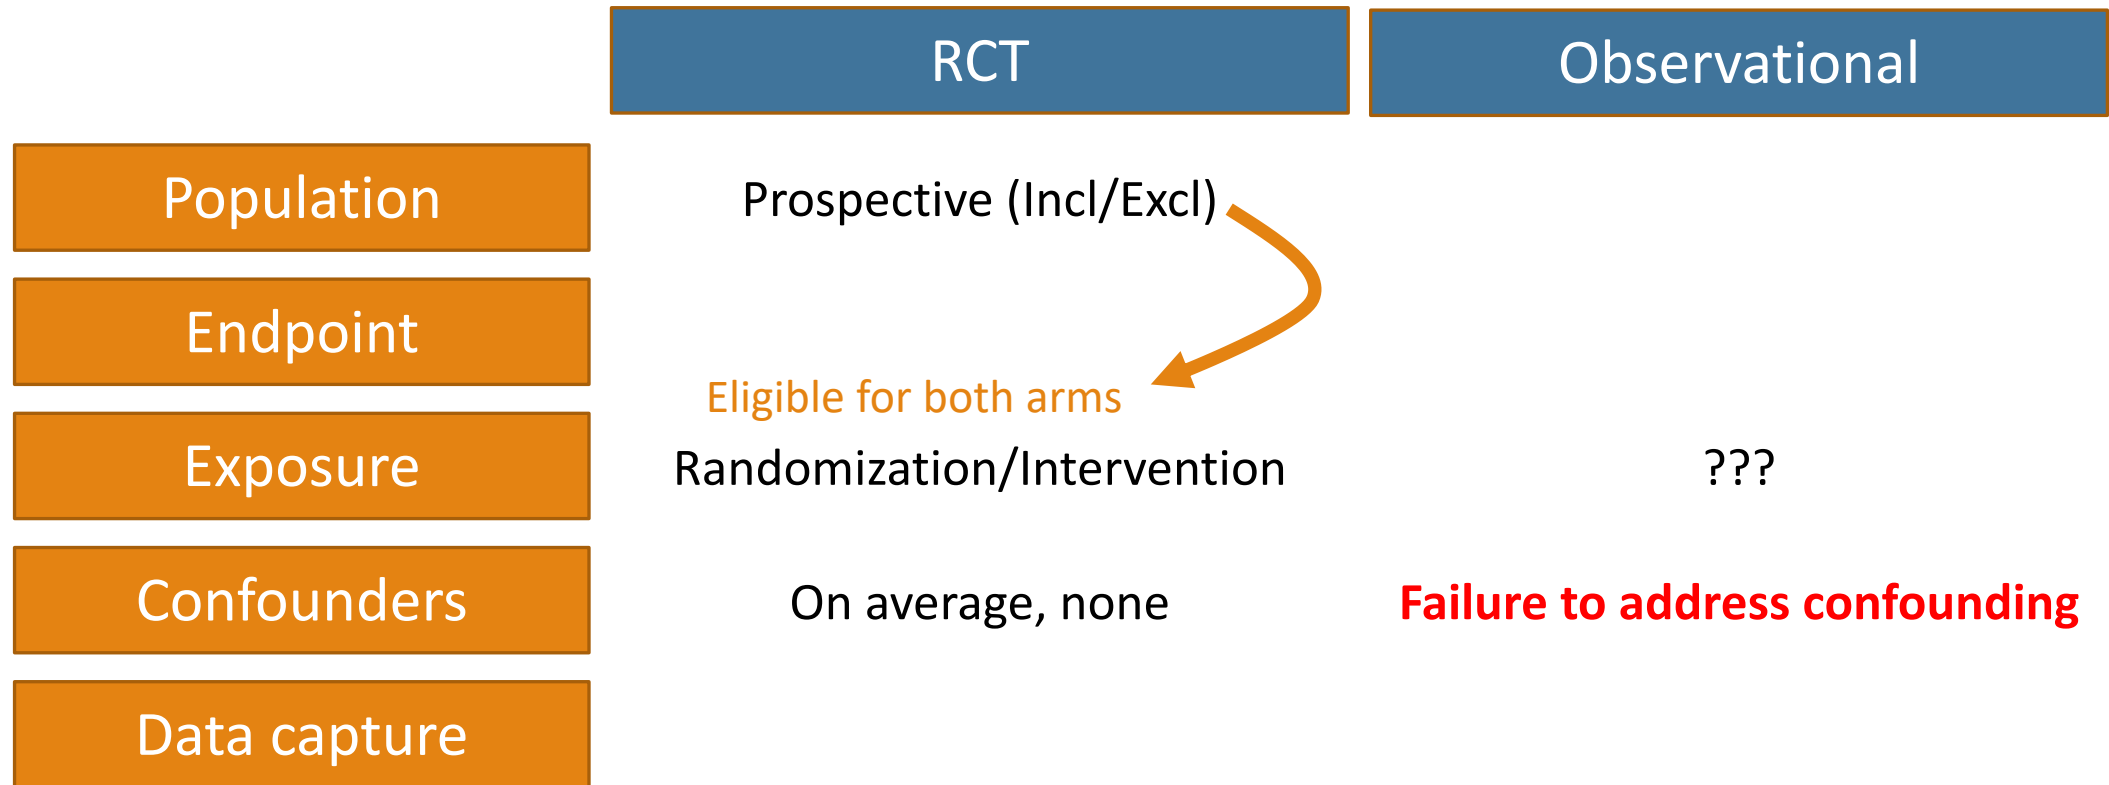 RCT
Observational
Population
Prospective (Incl/Excl)
Endpoint
Eligible for both arms
Exposure
Randomization/Intervention
???
Confounders
On average, none
Failure to address confounding
Data capture